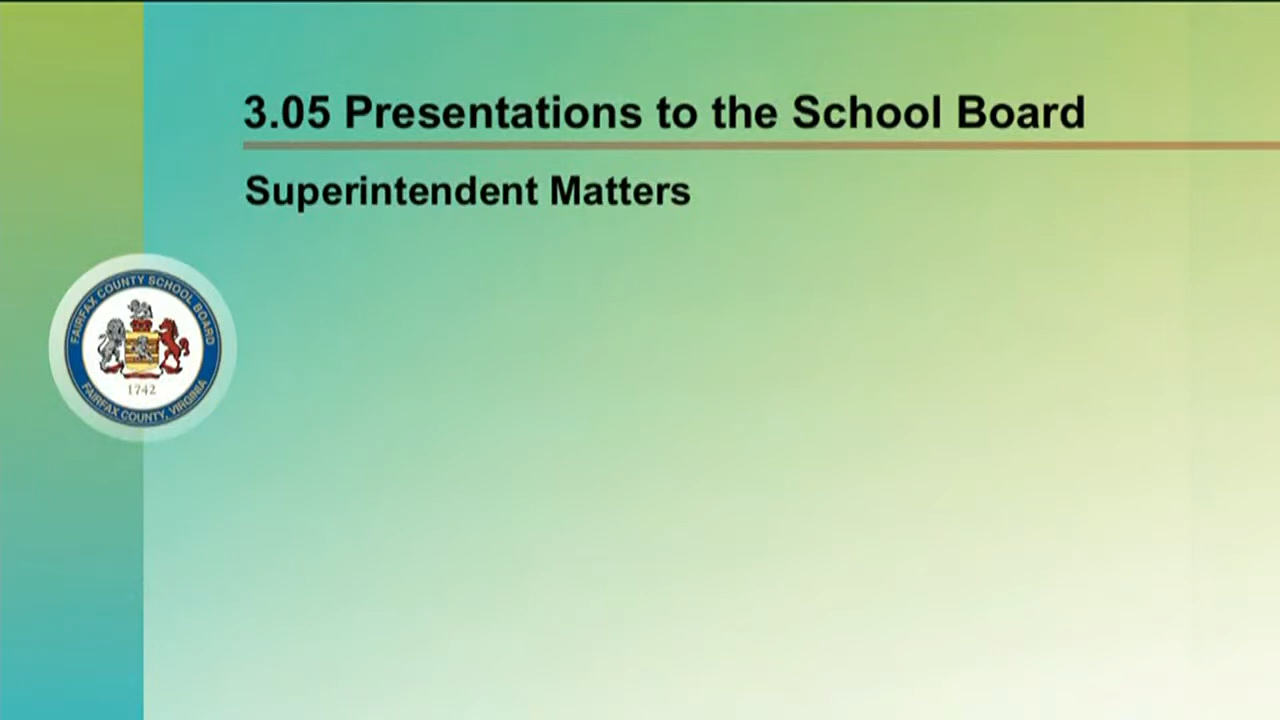 3.05 Presentations to the School Board
Superintendent Matters
FAIRFAX COUNTY SCHOOL BOARD
1742
FAIRFAX COUNTY, VIRGINIA